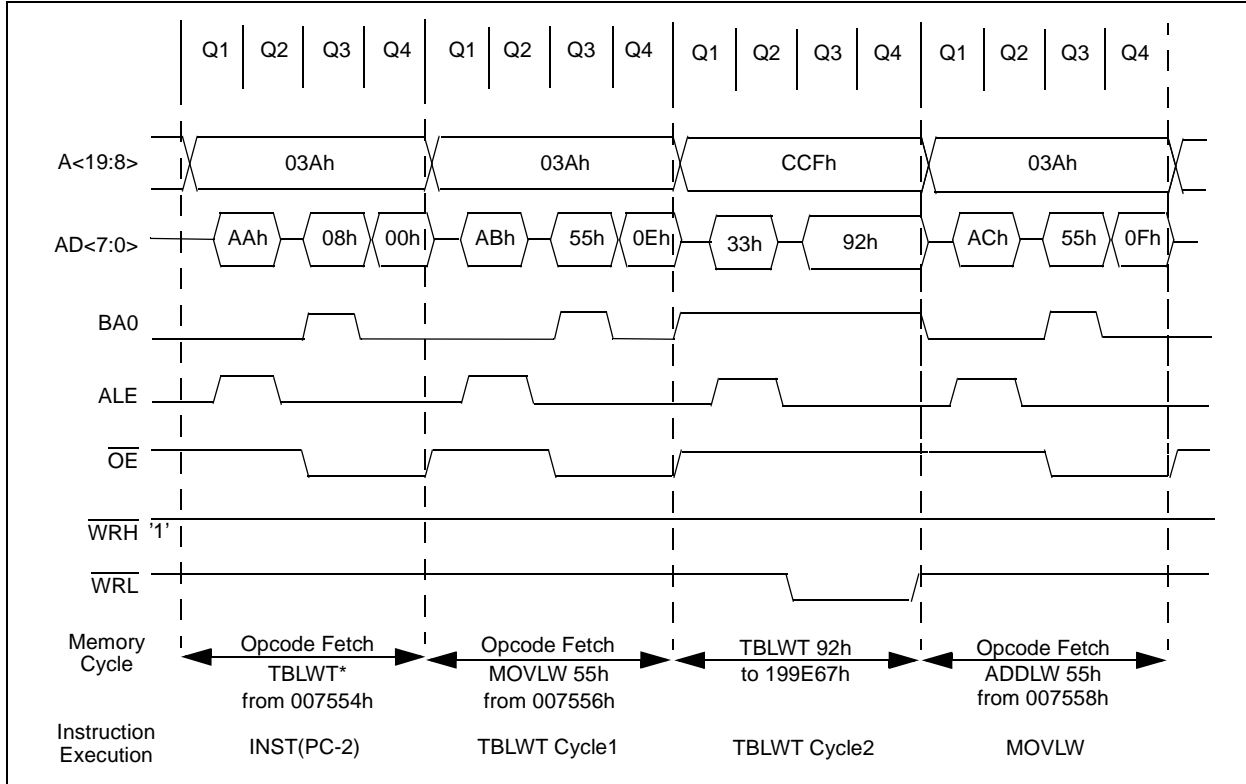 Q1 Q2 Q3 Q4 Q1 Q2 Q3 Q4 Q1 Q2 Q3 Q4 Q1 Q2 Q3 Q4
A<19:8> 03Ah 03Ah CCFh 03Ah
AD<7:0> AAh 08h 00h ABh 55h 0Eh 33h 92h ACh 55h 0Fh
BA0
ALE
OE
WRH '1'
WRL
Memory Cycle
Opcode Fetch
TBLWT*
from 007554h
Opcode Fetch
MOVLW 55h
from 007556h
TBLWT 92h
to 199E67h
Opcode Fetch
ADDLW 55h
from 007558h
Instruction Execution
INST(PC-2) TBLWT Cycle1 TBLWT Cycle2 MOVLW